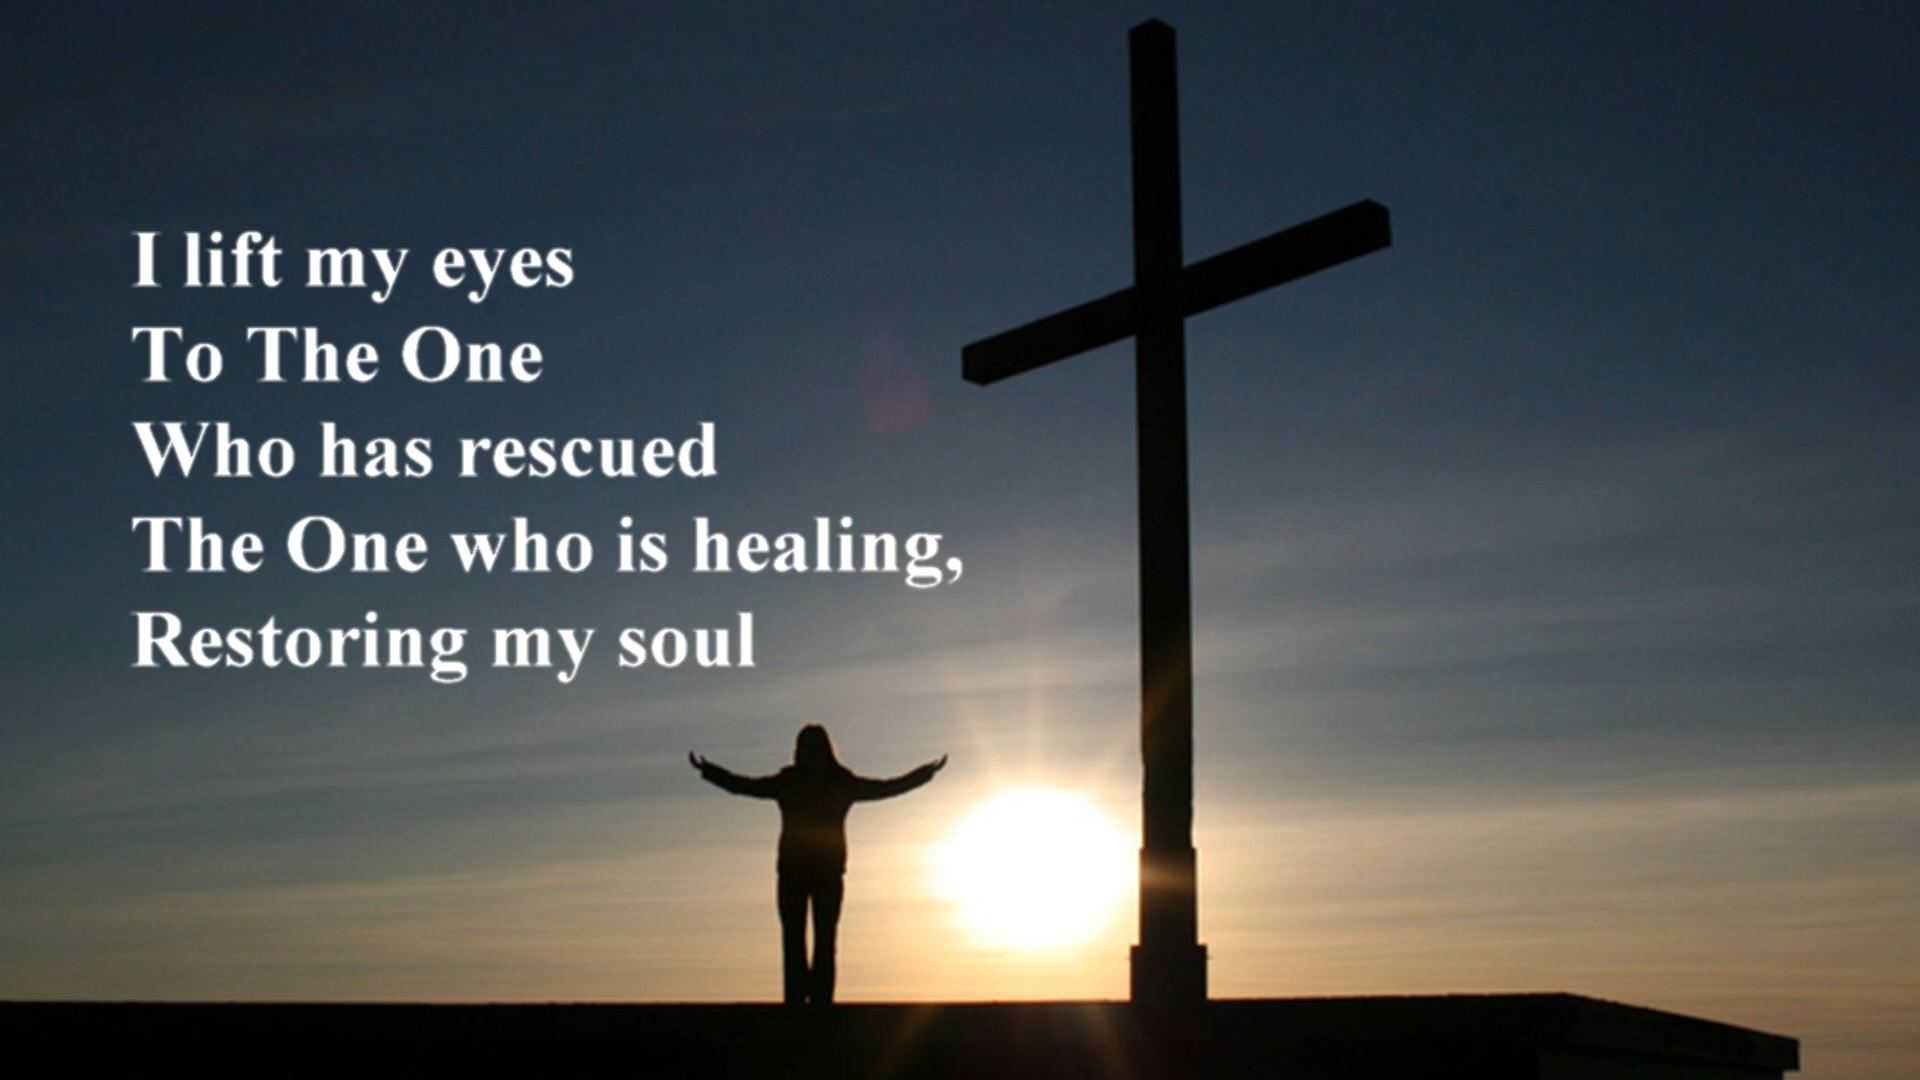 I lift my eyes
To The One
Who has rescued
The One who is healing,
Restoring my soul